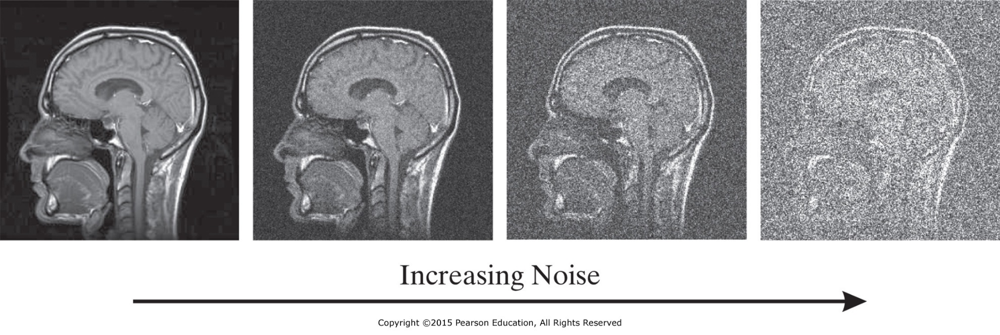 Increasing Noise
Copyright ©2015 Pearson Education, All Rights Reserved